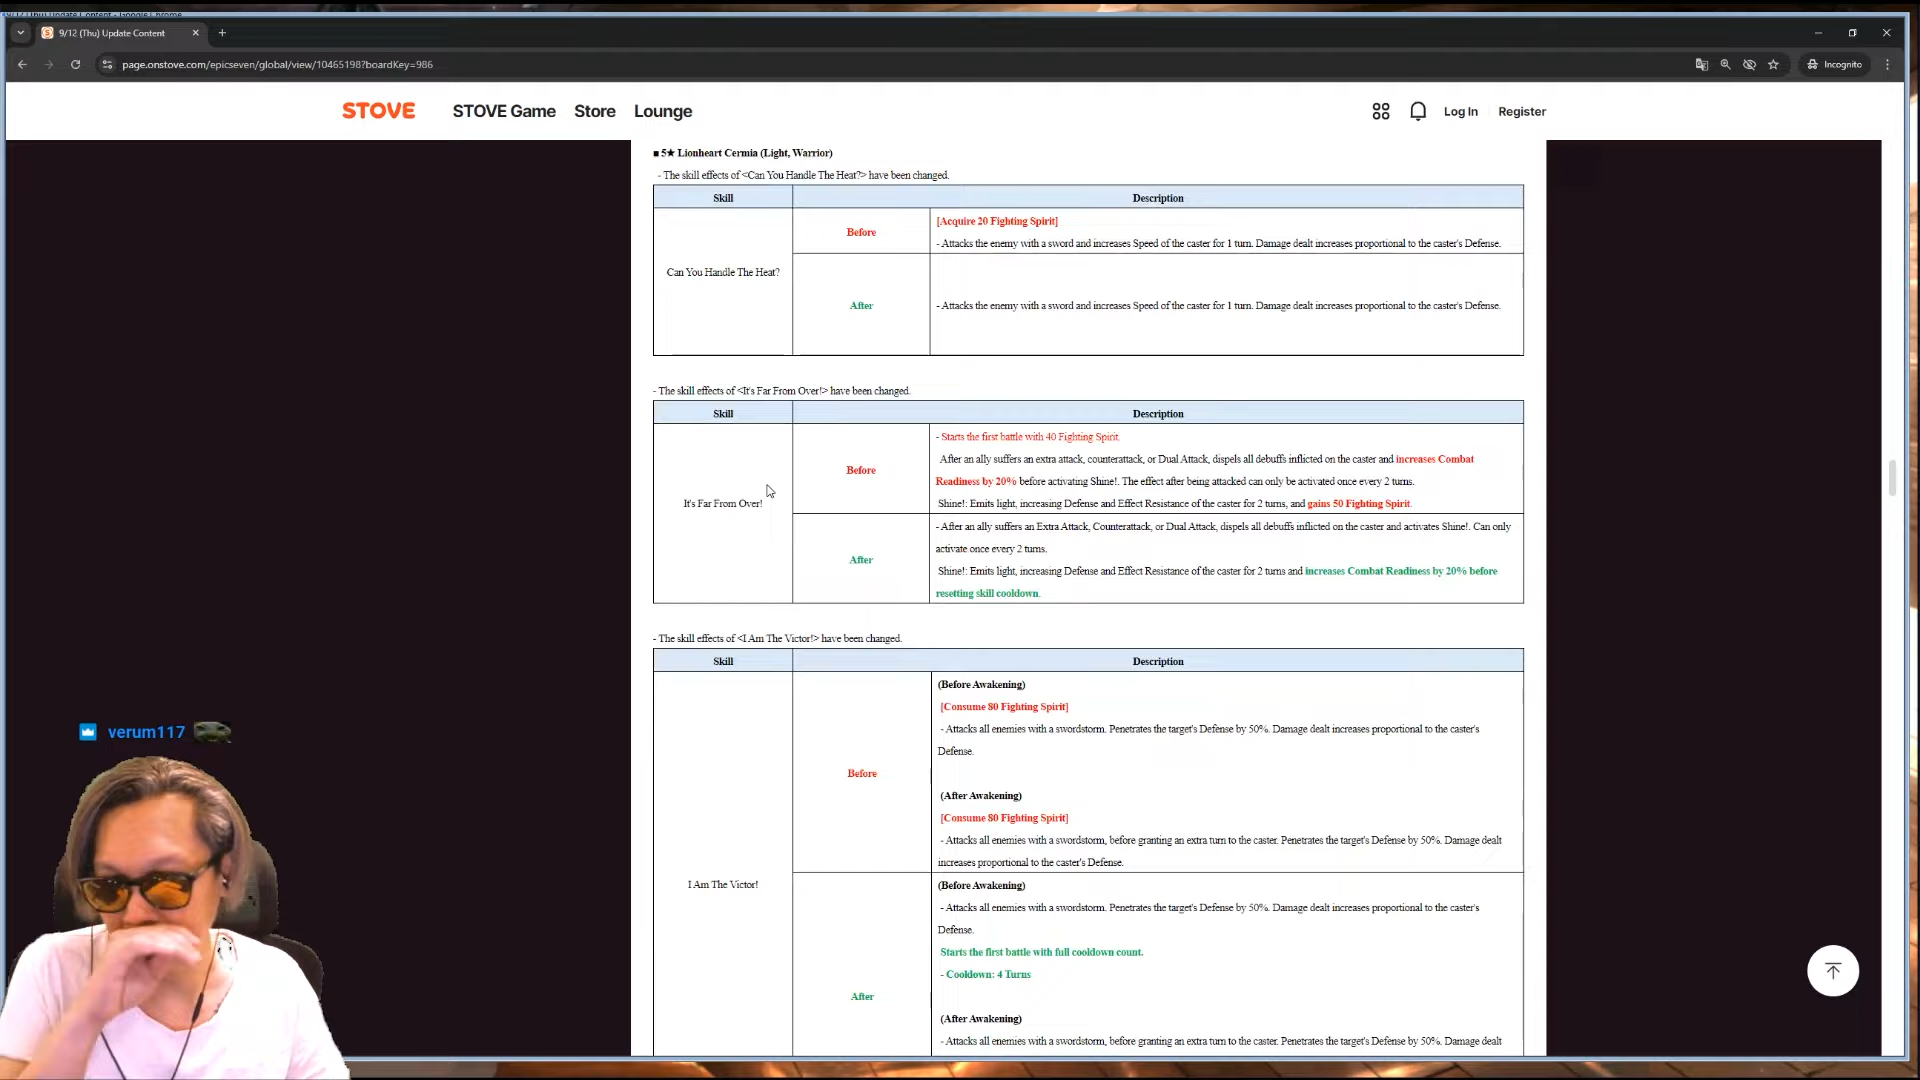 9/12 (Thu) Update Content
page.onstove.com/epicseven/global/view/10465198?boardKey=986
Incognito
STOVE
STOVE Game
Store
Lounge
Log In
Register
■ 5★ Lionheart Cermia (Light, Warrior)
- The skill effects of <Can You Handle The Heat?> have been changed.
Skill
Description
Can You Handle The Heat?
Before
[Acquire 20 Fighting Spirit]
- Attacks the enemy with a sword and increases Speed of the caster for 1 turn. Damage dealt increases proportional to the caster's Defense.
After
- Attacks the enemy with a sword and increases Speed of the caster for 1 turn. Damage dealt increases proportional to the caster's Defense.
- The skill effects of <It's Far From Over!> have been changed.
Skill
Description
It's Far From Over!
Before
- Starts the first battle with 40 Fighting Spirit.
After an ally suffers an extra attack, counterattack, or Dual Attack, dispels all debuffs inflicted on the caster and increases Combat
Readiness by 20% before activating Shine!. The effect after being attacked can only be activated once every 2 turns.
Shine!: Emits light, increasing Defense and Effect Resistance of the caster for 2 turns, and gains 50 Fighting Spirit.
After
- After an ally suffers an Extra Attack, Counterattack, or Dual Attack, dispels all debuffs inflicted on the caster and activates Shine!. Can only
activate once every 2 turns.
Shine!: Emits light, increasing Defense and Effect Resistance of the caster for 2 turns and increases Combat Readiness by 20% before
resetting skill cooldown.
- The skill effects of <I Am The Victor!> have been changed.
Skill
Description
I Am The Victor!
Before
(Before Awakening)
[Consume 80 Fighting Spirit]
- Attacks all enemies with a swordstorm. Penetrates the target's Defense by 50%. Damage dealt increases proportional to the caster's
Defense.
(After Awakening)
[Consume 80 Fighting Spirit]
- Attacks all enemies with a swordstorm, before granting an extra turn to the caster. Penetrates the target's Defense by 50%. Damage dealt
increases proportional to the caster's Defense.
After
(Before Awakening)
- Attacks all enemies with a swordstorm. Penetrates the target's Defense by 50%. Damage dealt increases proportional to the caster's
Defense.
Starts the first battle with full cooldown count.
- Cooldown: 4 Turns
(After Awakening)
- Attacks all enemies with a swordstorm, before granting an extra turn to the caster. Penetrates the target's Defense by 50%. Damage dealt
verum117